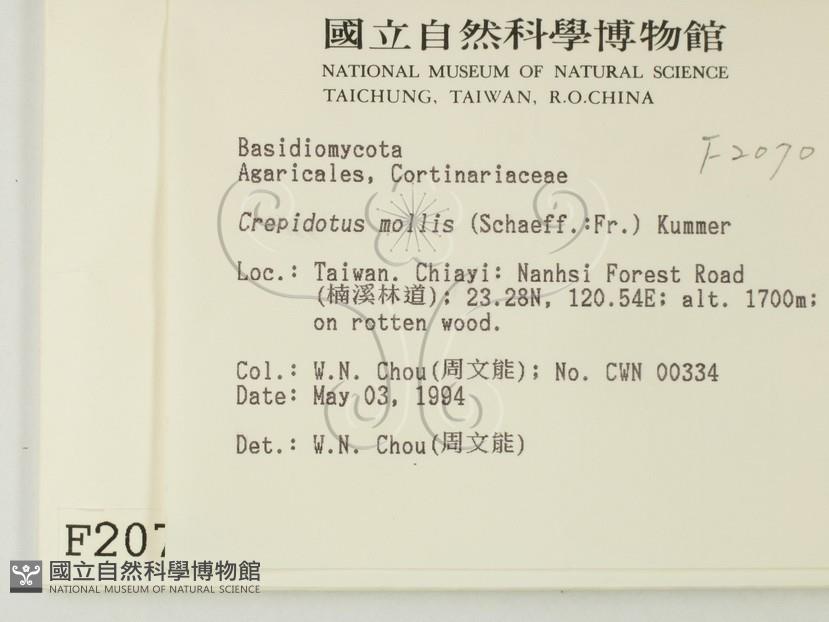 國立自然科學博物館
NATIONAL MUSEUM OF NATURAL SCIENCE
TAICHUNG, TAIWAN, R.O.CHINA
F2070
Basidiomycota
Agaricales, Cortinariaceae
Crepidotus mollis (Schaeff.:Fr.) Kummer
Loc.: Taiwan. Chiayi: Nanhsi Forest Road
(楠溪林道); 23.28N, 120.54E; alt. 1700m;
on rotten wood.
Col.: W.N. Chou(周文能); No. CWN 00334
Date: May 03, 1994
Det.: W.N. Chou(周文能)
F207
國立自然科學博物館
NATIONAL MUSEUM OF NATURAL SCIENCE